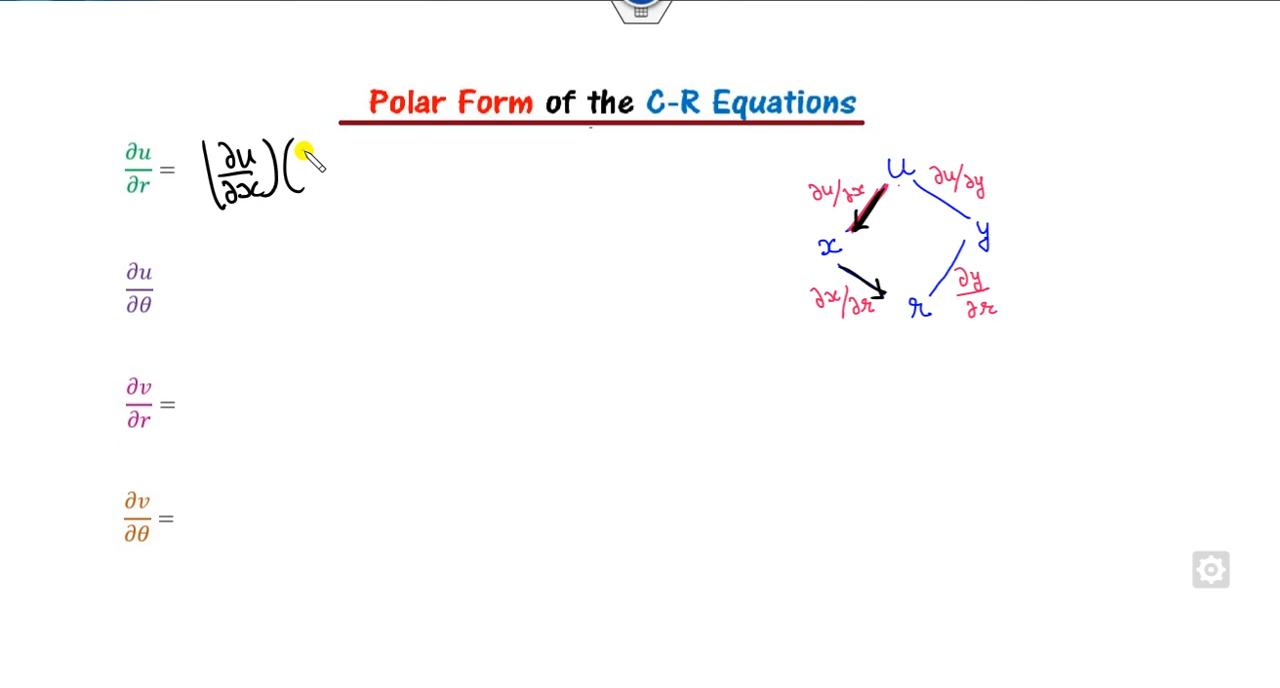 Polar Form of the C-R Equations
∂u/∂r = (∂u/∂x)(
∂u/∂θ
∂v/∂r =
∂v/∂θ =
u
∂u/∂x
∂u/∂y
x
y
∂x/∂r
∂y/∂r
r